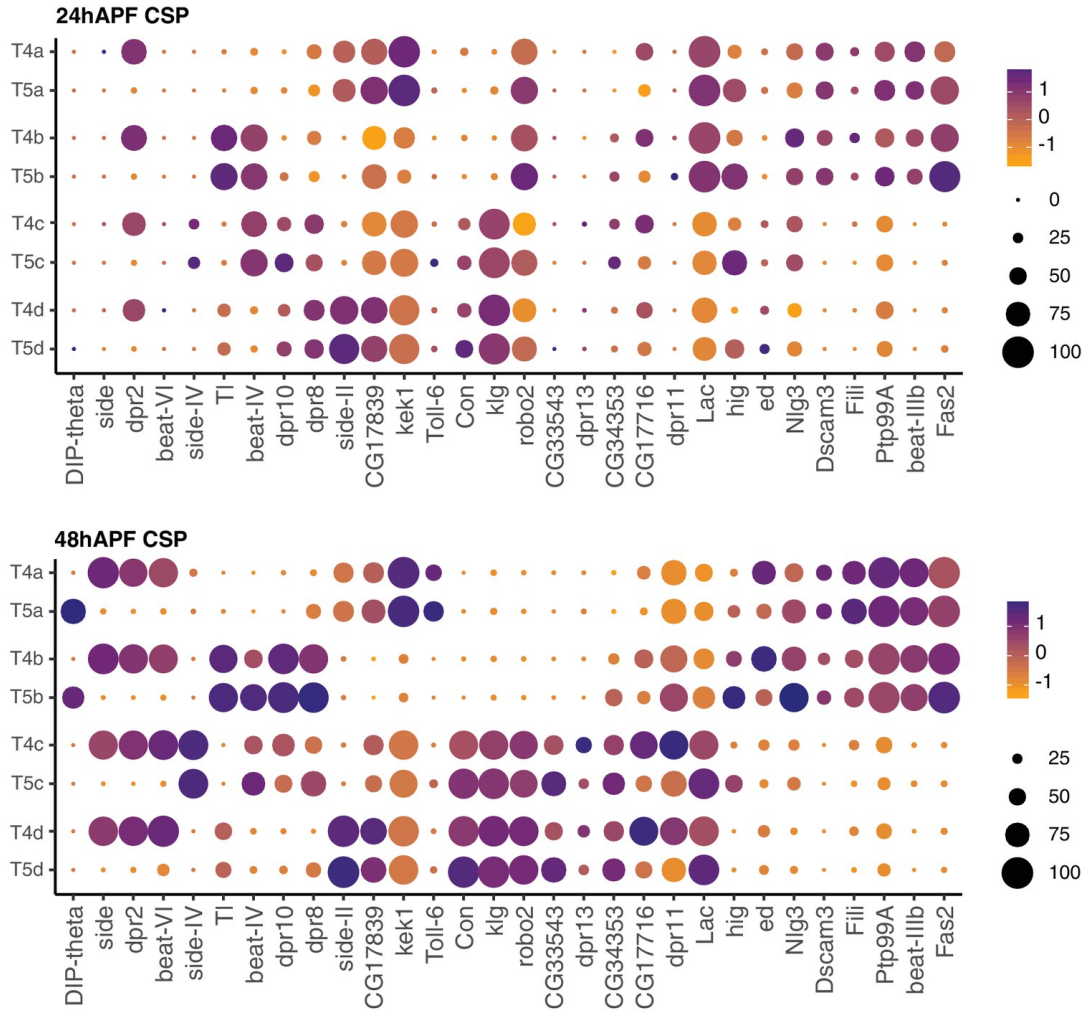 24hAPF CSP
T4a
T5a
T4b
T5b
T4c
T5c
T4d
T5d
DIP-theta
side
dpr2
beat-VI
side-IV
Tl
beat-IV
dpr10
dpr8
side-II
CG17839
kek1
Toll-6
Con
klg
robo2
CG33543
dpr13
CG34353
CG17716
dpr11
Lac
hig
ed
Nlg3
Dscam3
Fili
Ptp99A
beat-IIIb
Fas2
1
0
-1
0
25
50
75
100
48hAPF CSP
T4a
T5a
T4b
T5b
T4c
T5c
T4d
T5d
DIP-theta
side
dpr2
beat-VI
side-IV
Tl
beat-IV
dpr10
dpr8
side-II
CG17839
kek1
Toll-6
Con
klg
robo2
CG33543
dpr13
CG34353
CG17716
dpr11
Lac
hig
ed
Nlg3
Dscam3
Fili
Ptp99A
beat-IIIb
Fas2
1
0
-1
25
50
75
100